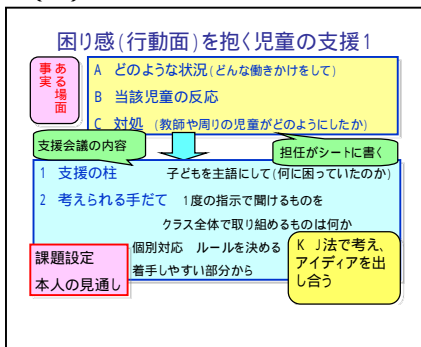 困り感(行動面)を抱く児童の支援1
ある場面
事実
A どのような状況(どんな働きかけをして)
B 当該児童の反応
C 対処 (教師や周りの児童がどのようにしたか)
支援会議の内容
担任がシートに書く
1 支援の柱 子どもを主語にして(何に困っていたのか)
2 考えられる手だて 1度の指示で聞けるものを
クラス全体で取り組めるものは何か
個別対応 ルールを決める
着手しやすい部分から
課題設定
本人の見通し
KJ法で考え、
アイディアを出
し合う